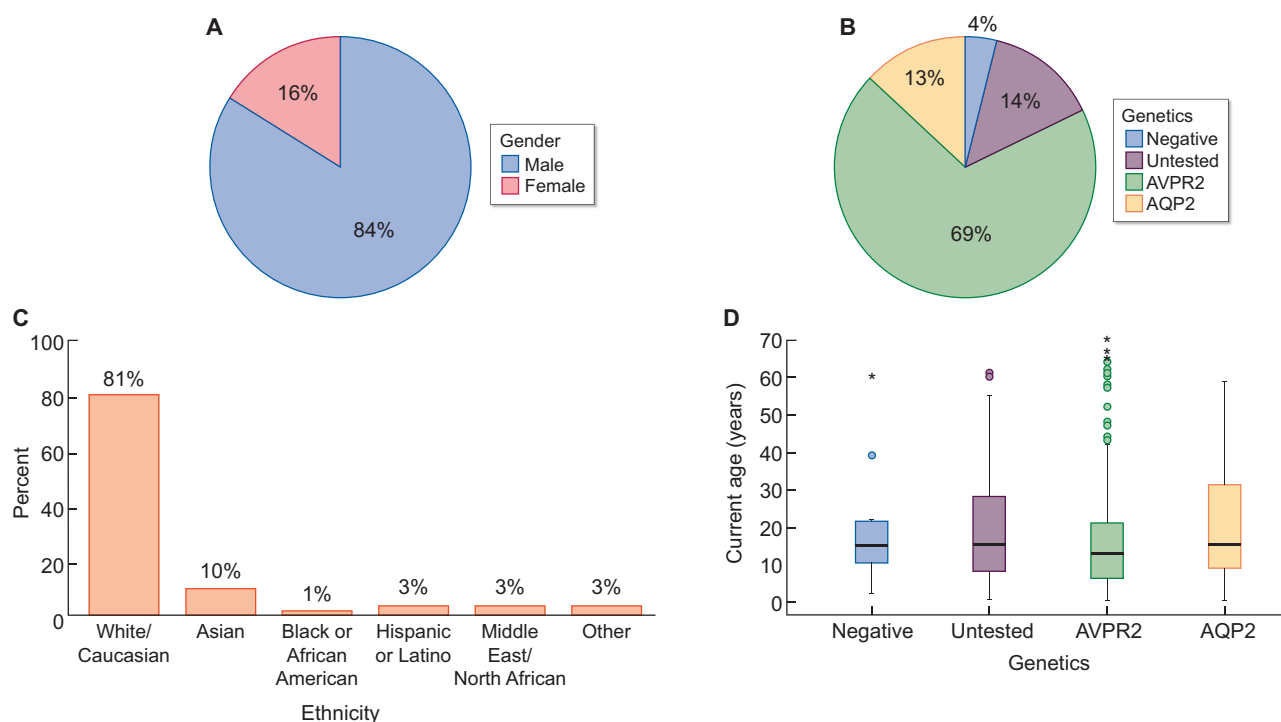 A
16%
84%
Gender
Male
Female
B
4%
13%
14%
69%
Genetics
Negative
Untested
AVPR2
AQP2
C
100
80
60
40
20
0
Percent
81%
10%
1%
3%
3%
3%
White/
Caucasian
Asian
Black or
African
American
Hispanic
or Latino
Middle
East/
North African
Other
Ethnicity
D
70
60
50
40
30
20
10
0
Current age (years)
*
*
*
*
Negative
Untested
AVPR2
AQP2
Genetics